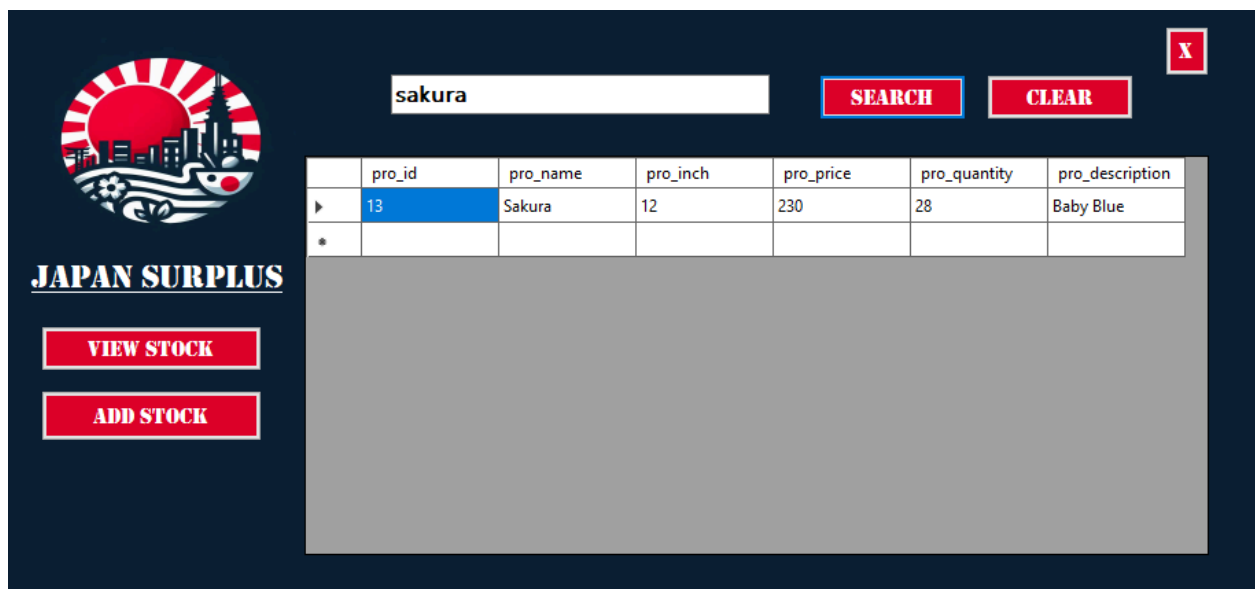 X
sakura
SEARCH
CLEAR
pro_id pro_name pro_inch pro_price pro_quantity pro_description
13 Sakura 12 230 28 Baby Blue
JAPAN SURPLUS
VIEW STOCK
ADD STOCK